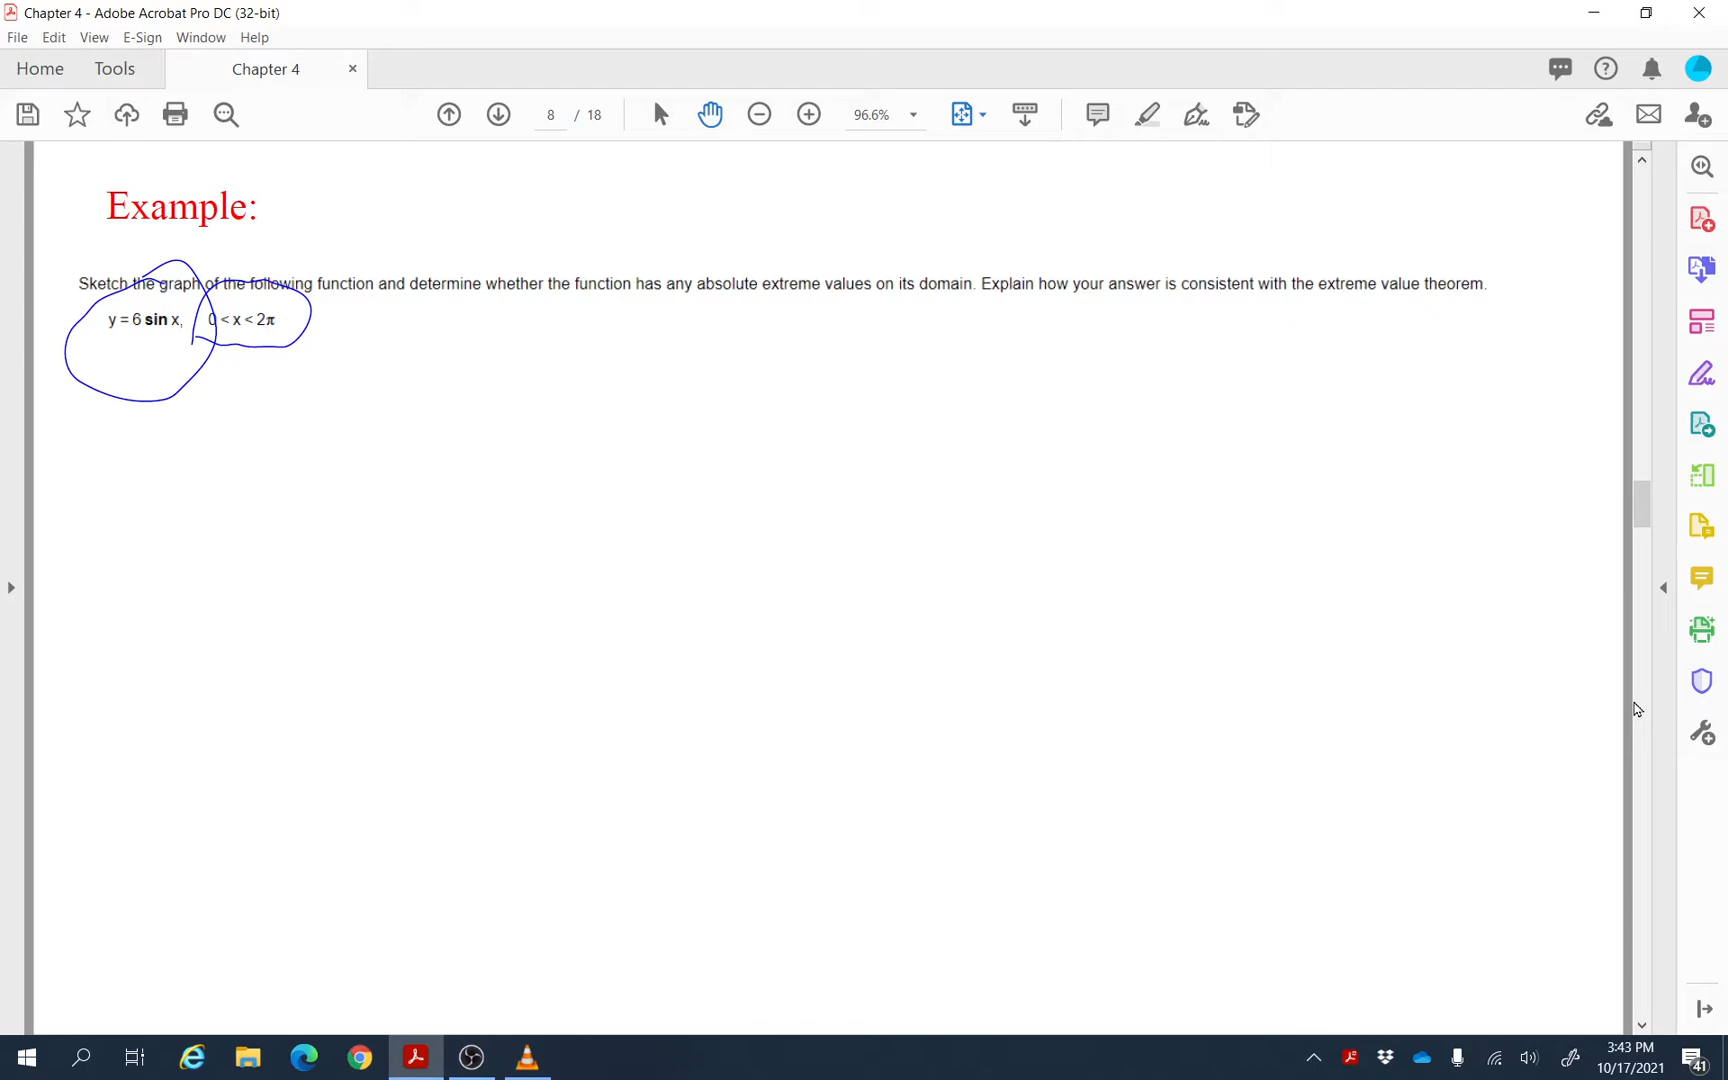 Chapter 4 - Adobe Acrobat Pro DC (32-bit)
File Edit View E-Sign Window Help
Home Tools Chapter 4
8 / 18 96.6%
Example:
Sketch the graph of the following function and determine whether the function has any absolute extreme values on its domain. Explain how your answer is consistent with the extreme value theorem.
y = 6 sin x, 0 < x < 2π
3:43 PM
10/17/2021
41